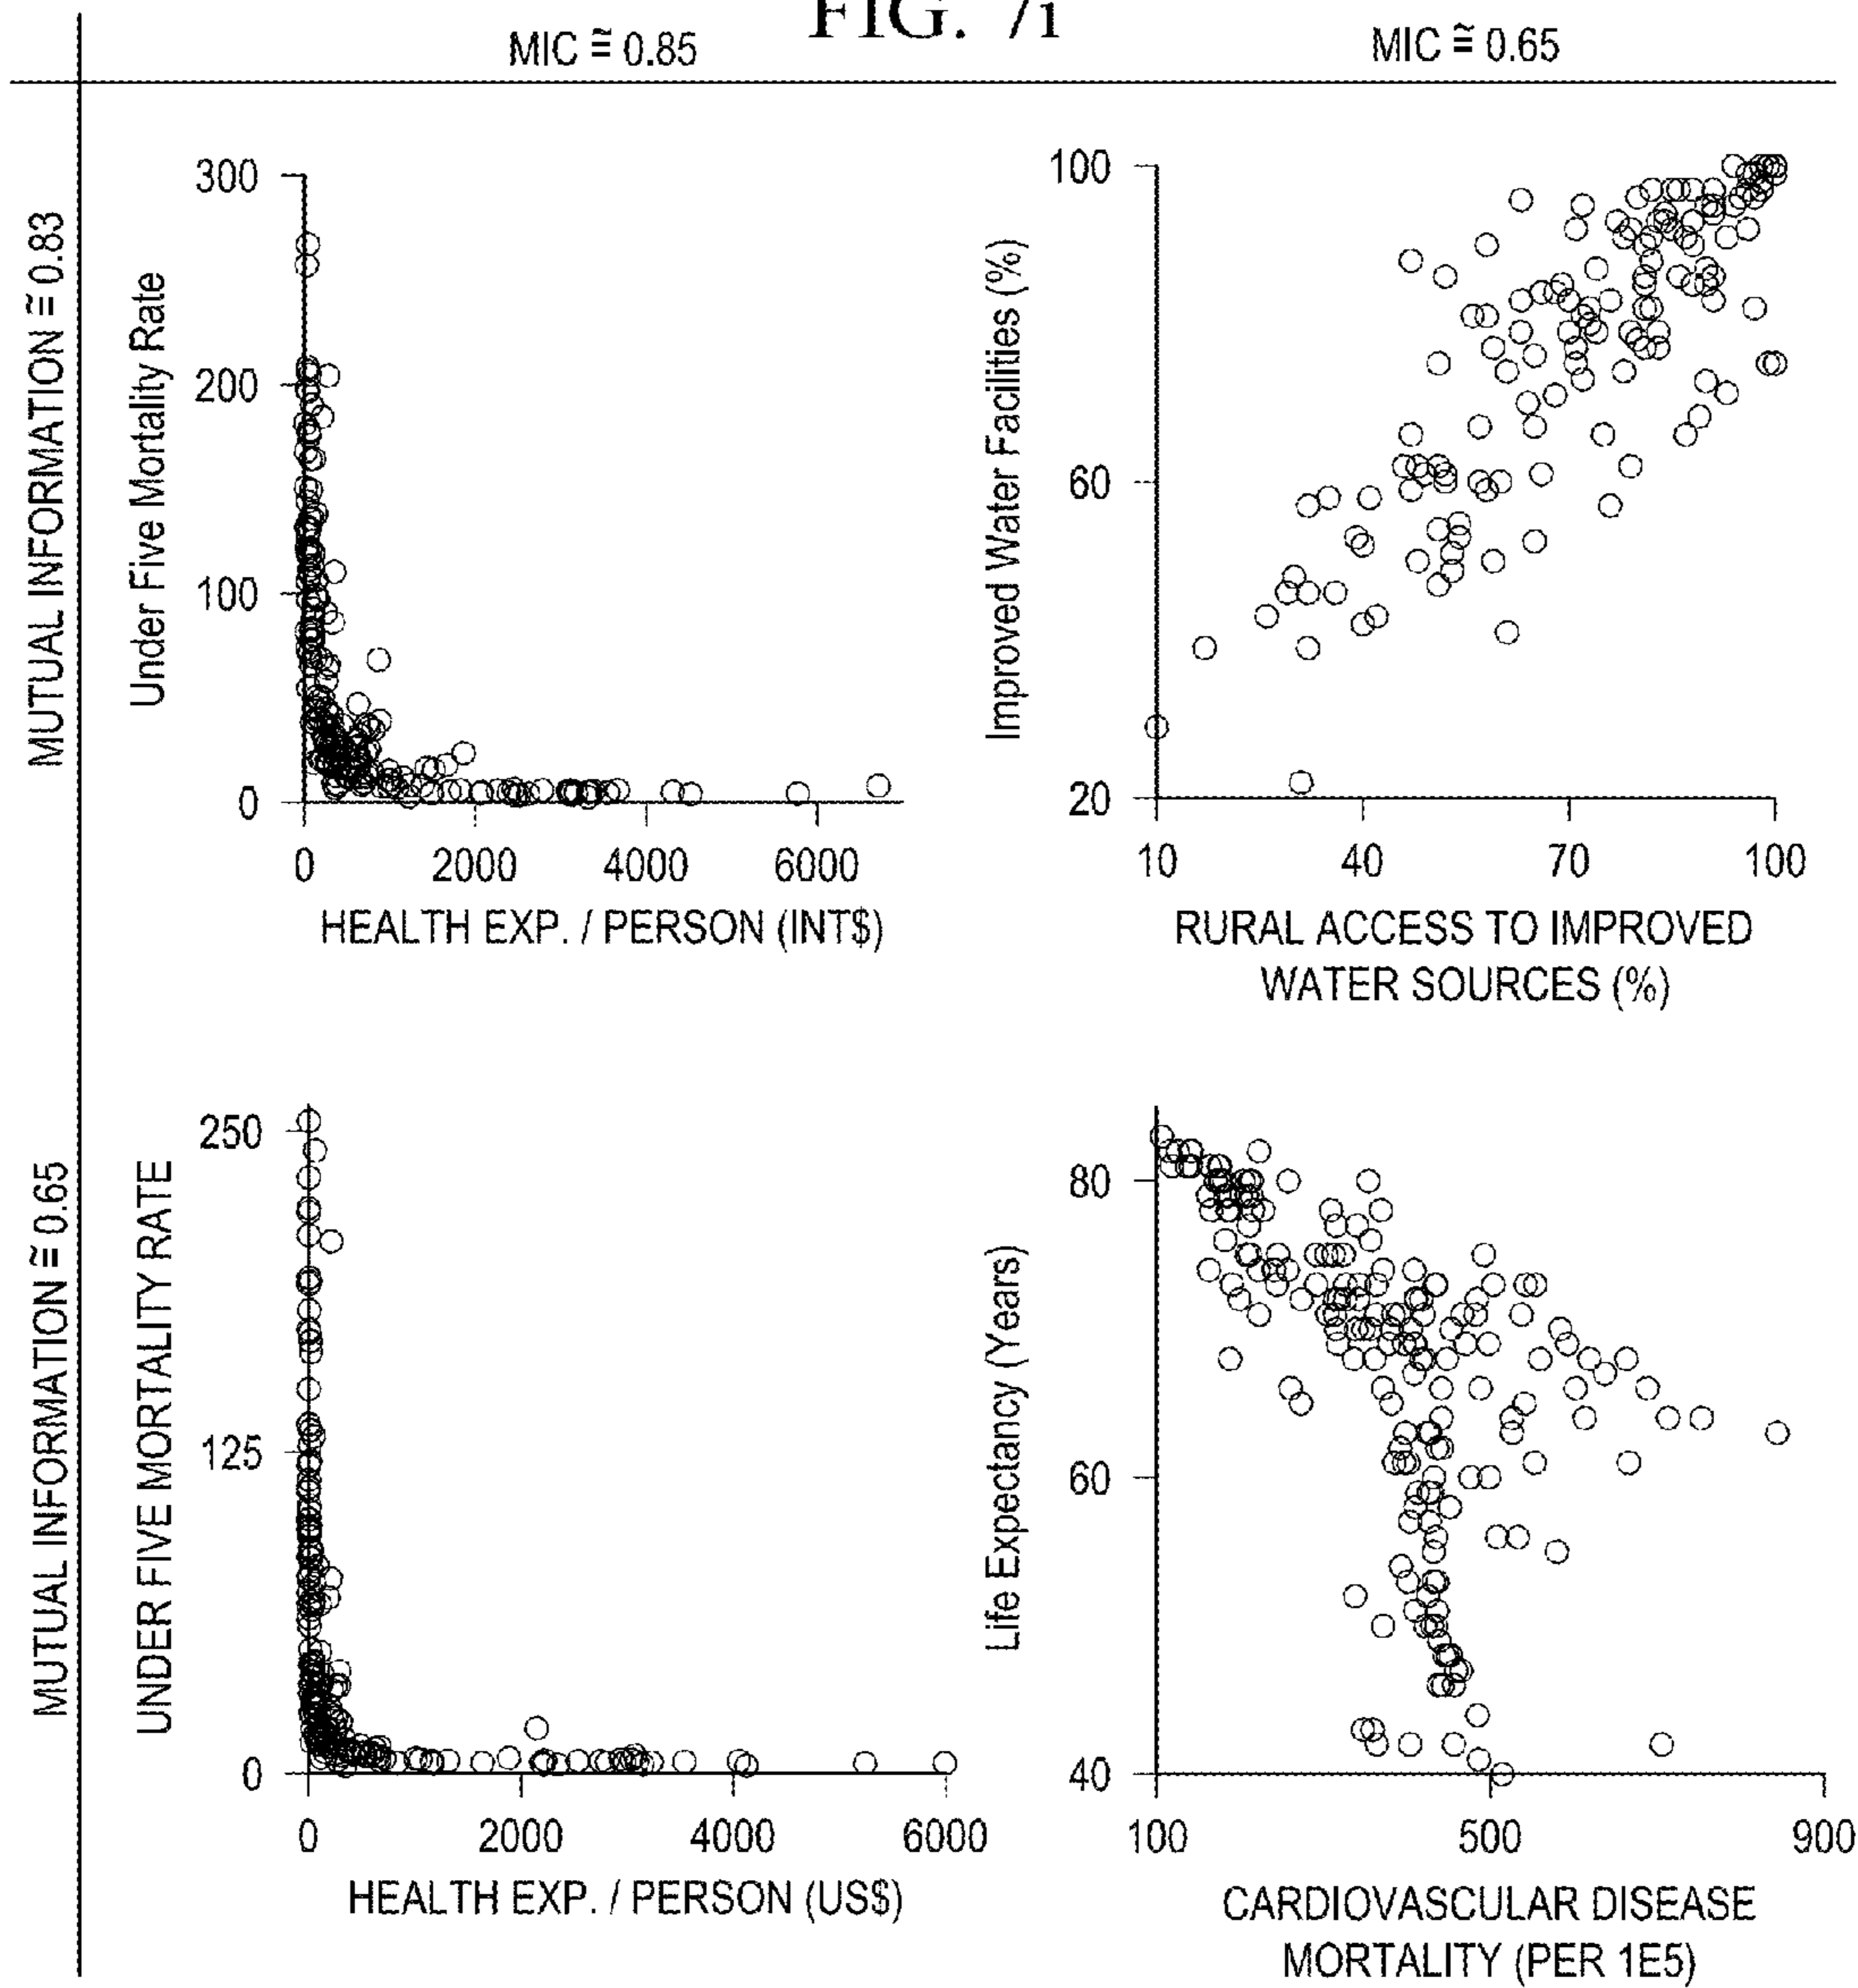 FIG. 7i
MIC ≅ 0.85
MIC ≅ 0.65
MUTUAL INFORMATION ≅ 0.83
Under Five Mortality Rate
300
200
100
0
0 2000 4000 6000
HEALTH EXP. / PERSON (INT$)
Improved Water Facilities (%)
100
60
20
10 40 70 100
RURAL ACCESS TO IMPROVED
WATER SOURCES (%)
MUTUAL INFORMATION ≅ 0.65
UNDER FIVE MORTALITY RATE
250
125
0
0 2000 4000 6000
HEALTH EXP. / PERSON (US$)
Life Expectancy (Years)
80
60
40
100 500 900
CARDIOVASCULAR DISEASE
MORTALITY (PER 1E5)